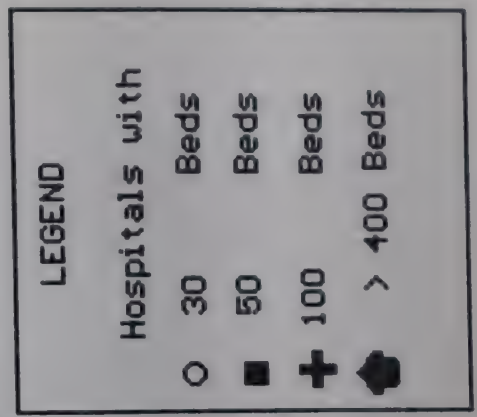 LEGEND
Hospitals with
30 Beds
50 Beds
100 Beds
> 400 Beds